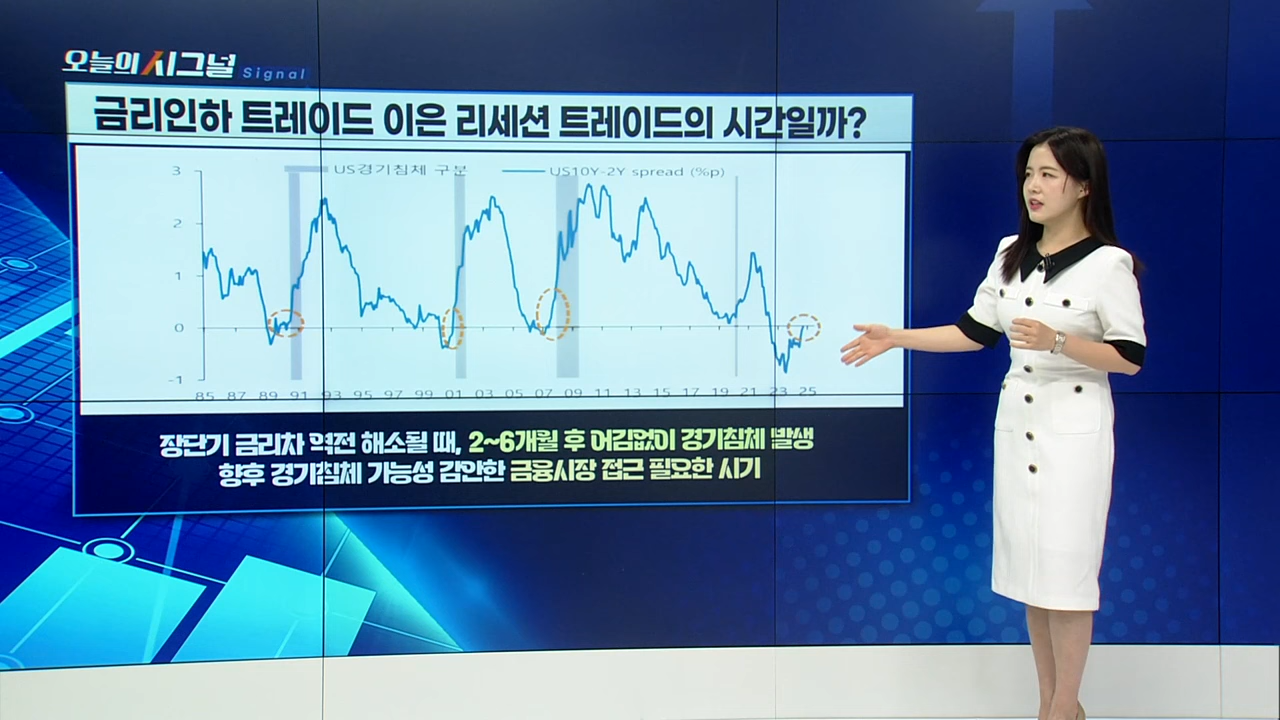 오늘의 시그널 Signal
금리인하 트레이드 이은 리세션 트레이드의 시간일까?
US경기침체 구분
US10Y-2Y spread (%p)
3
2
1
0
-1
85 87 89 91 93 95 97 99 01 03 05 07 09 11 13 15 17 19 21 23 25
장단기 금리차 역전 해소될 때, 2~6개월 후 어김없이 경기침체 발생
향후 경기침체 가능성 감안한 금융시장 접근 필요한 시기